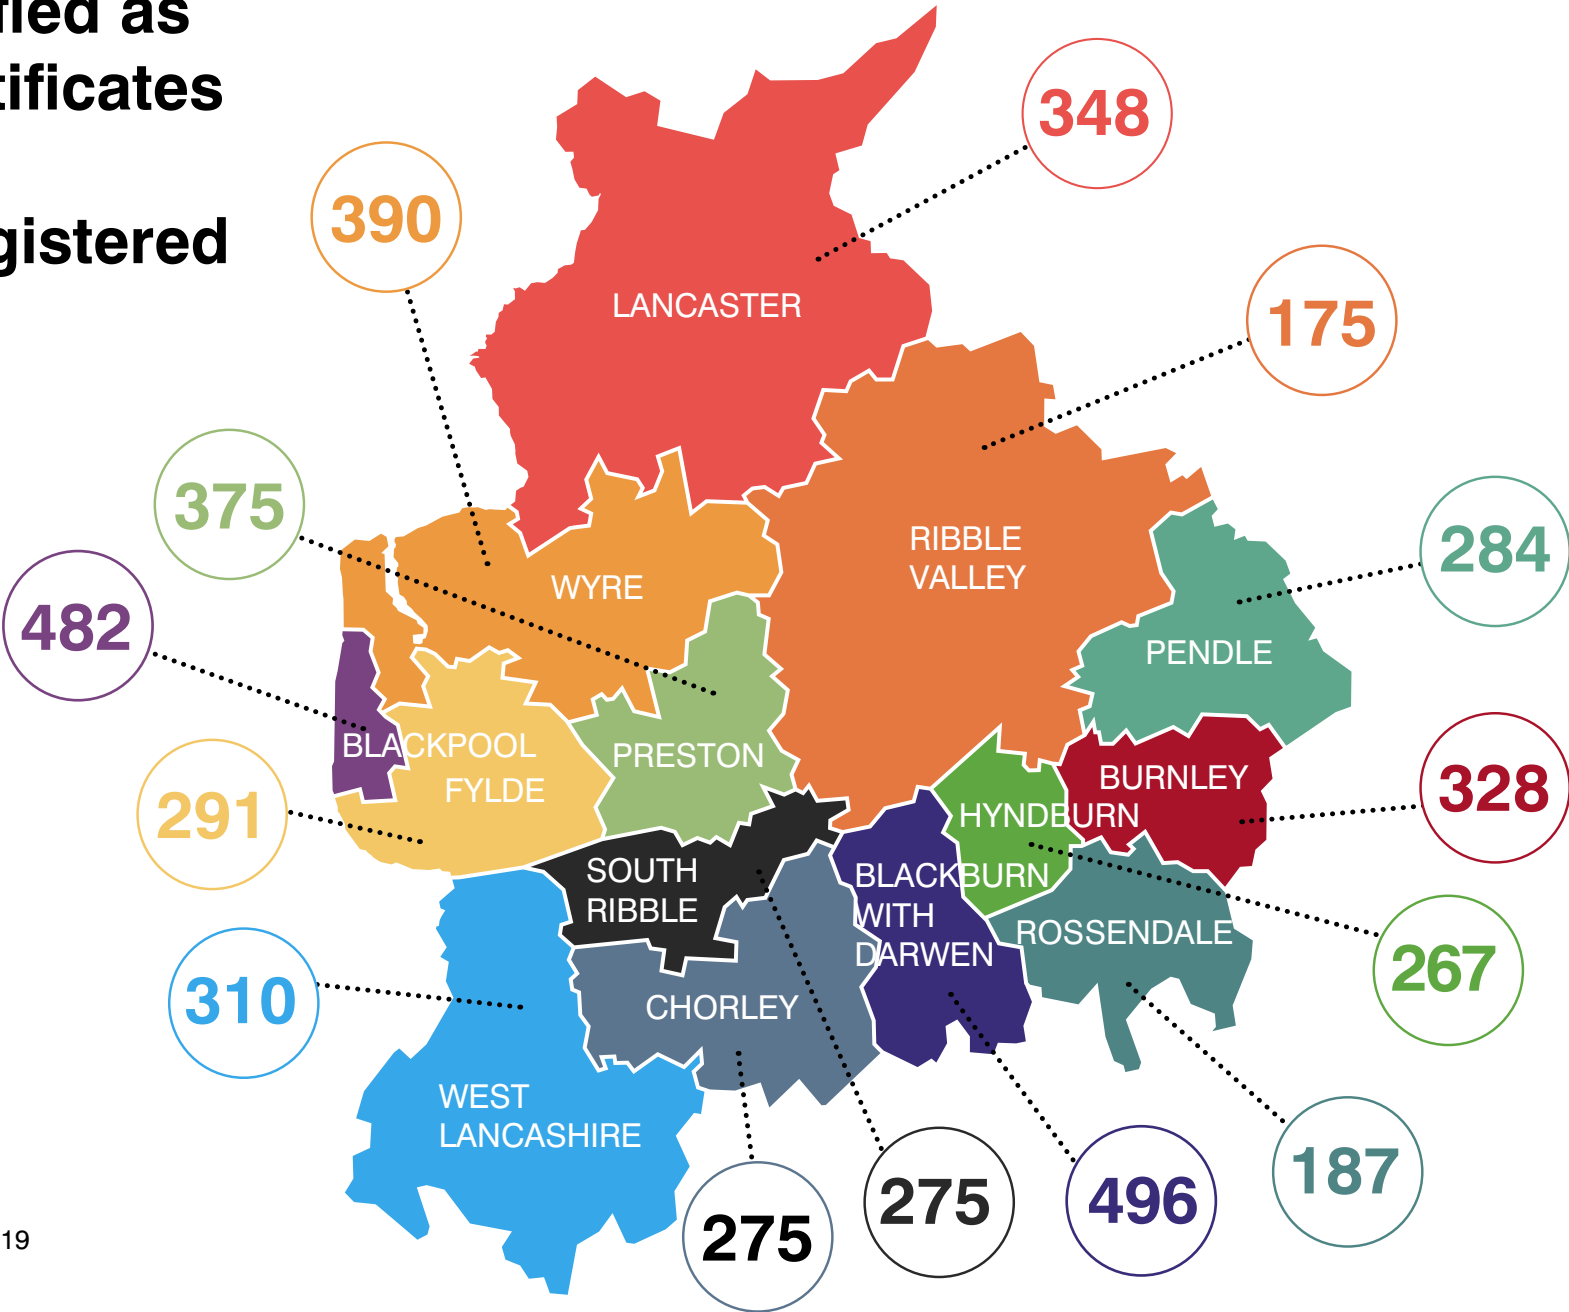 fied as
tificates
gistered
348
390
175
LANCASTER
375
284
RIBBLE
VALLEY
WYRE
482
PENDLE
BLACKPOOL
PRESTON
FYLDE
BURNLEY
328
291
HYNDBURN
SOUTH
RIBBLE
BLACKBURN
WITH
DARWEN
ROSSENDALE
267
310
CHORLEY
WEST
LANCASHIRE
187
275
496
275
19